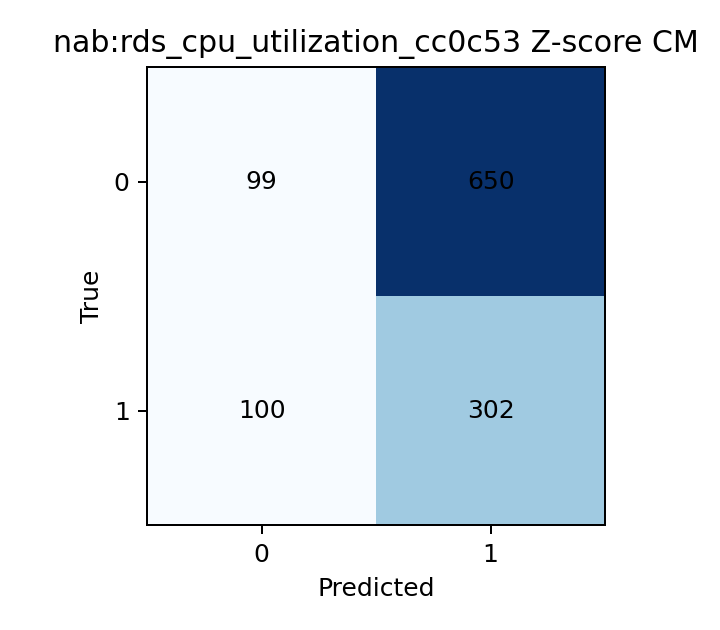 nab:rds_cpu_utilization_cc0c53 Z-score CM
0
99
650
True
1
100
302
0
1
Predicted